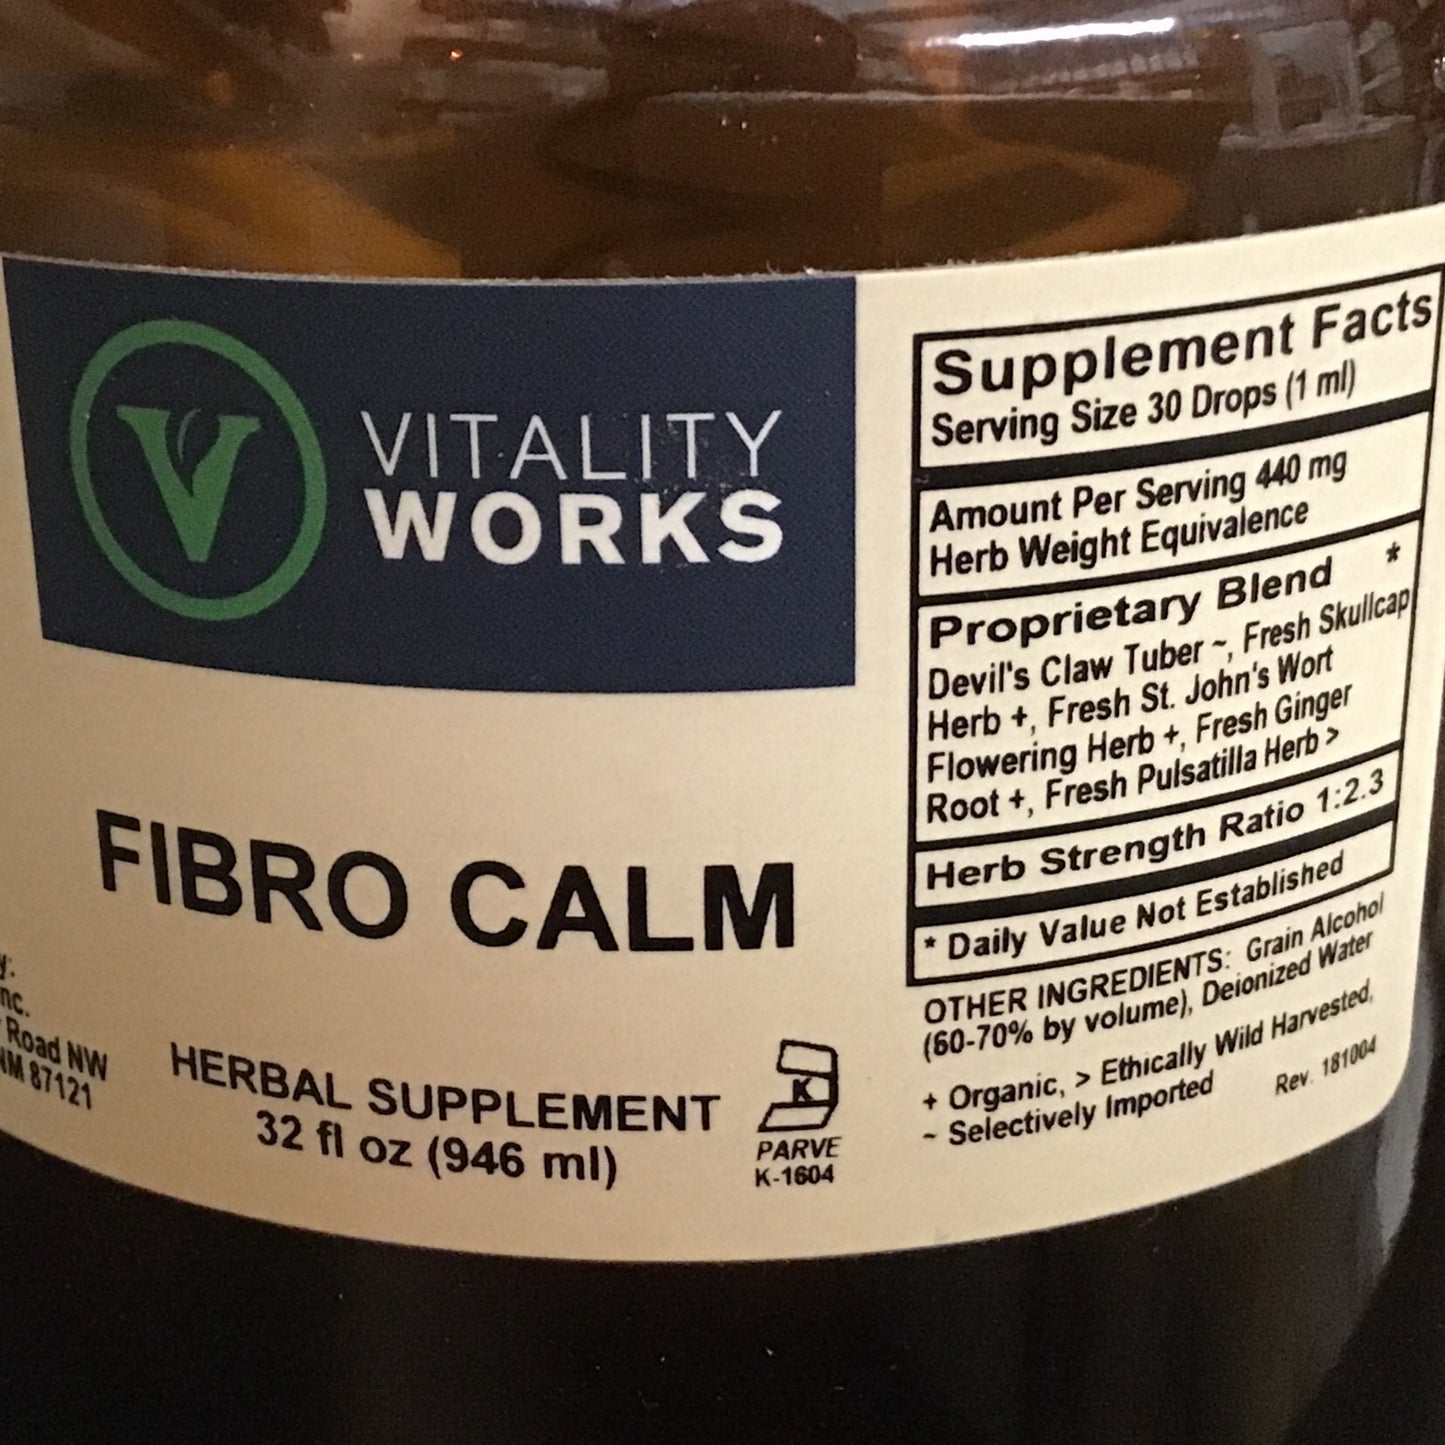 V
VITALITY
WORKS
FIBRO CALM
Road NW
NM 87121
HERBAL SUPPLEMENT
32 fl oz (946 ml)
K
PARVE
K-1604
Supplement Facts
Serving Size 30 Drops (1 ml)
Amount Per Serving 440 mg
Herb Weight Equivalence
Proprietary Blend *
Devil's Claw Tuber ~, Fresh Skullcap
Herb +, Fresh St. John's Wort
Flowering Herb +, Fresh Ginger
Root +, Fresh Pulsatilla Herb >
Herb Strength Ratio 1:2.3
* Daily Value Not Established
OTHER INGREDIENTS: Grain Alcohol
(60-70% by volume), Deionized Water
+ Organic, > Ethically Wild Harvested,
~ Selectively Imported
Rev. 181004